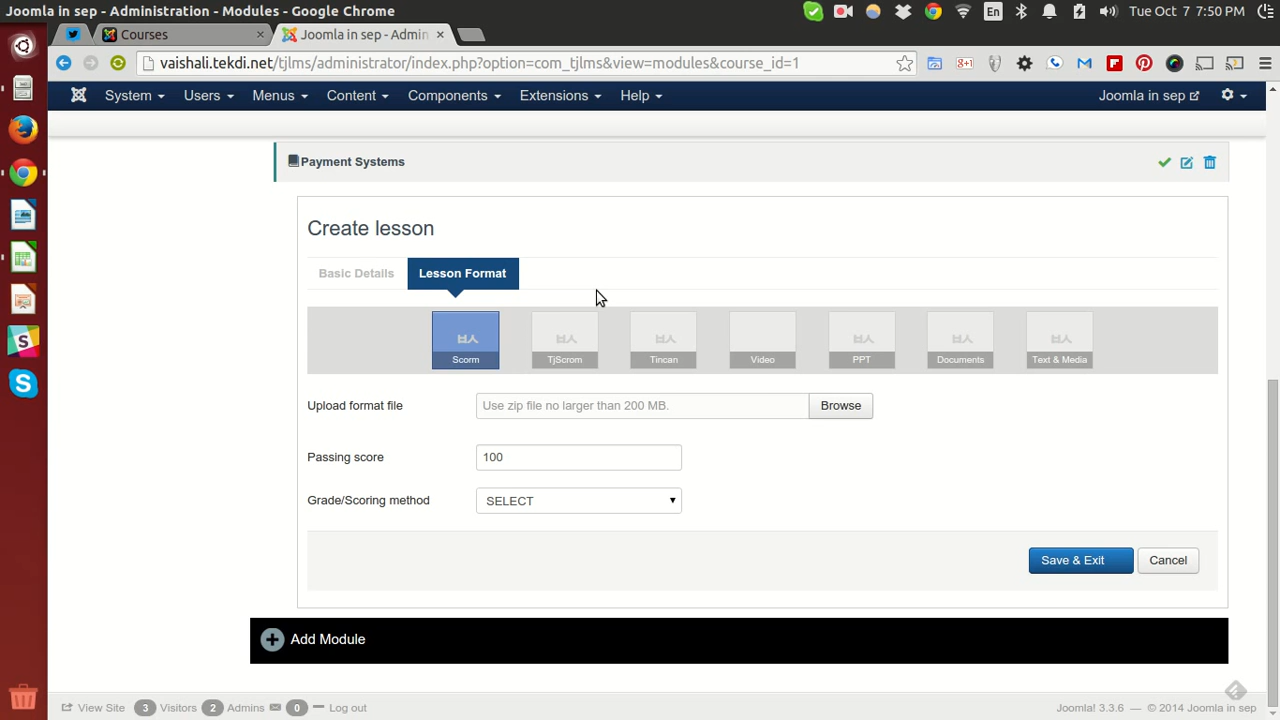 Joomla in sep - Administration - Modules - Google Chrome
En
Tue Oct 7 7:50 PM
Courses
Joomla in sep - Admin
vaishali.tekdi.net/tjlms/administrator/index.php?option=com_tjlms&view=modules&course_id=1
System
Users
Menus
Content
Components
Extensions
Help
Joomla in sep
Payment Systems
Create lesson
Basic Details
Lesson Format
Scorm
TjScrom
Tincan
Video
PPT
Documents
Text & Media
Upload format file
Use zip file no larger than 200 MB.
Browse
Passing score
100
Grade/Scoring method
SELECT
Save & Exit
Cancel
Add Module
View Site
3 Visitors
2 Admins
0
Log out
Joomla! 3.3.6 — © 2014 Joomla in sep